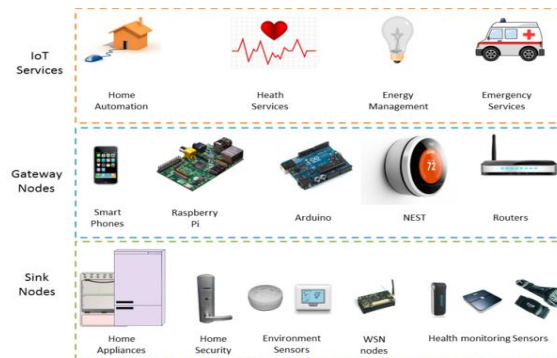 IoT
Services
Home
Automation
Heath
Services
Energy
Management
Emergency
Services
Gateway
Nodes
Smart
Phones
Raspberry
Pi
Arduino
72
NEST
Routers
Sink
Nodes
Home
Appliances
Home
Security
Environment
Sensors
WSN
nodes
Health monitoring Sensors